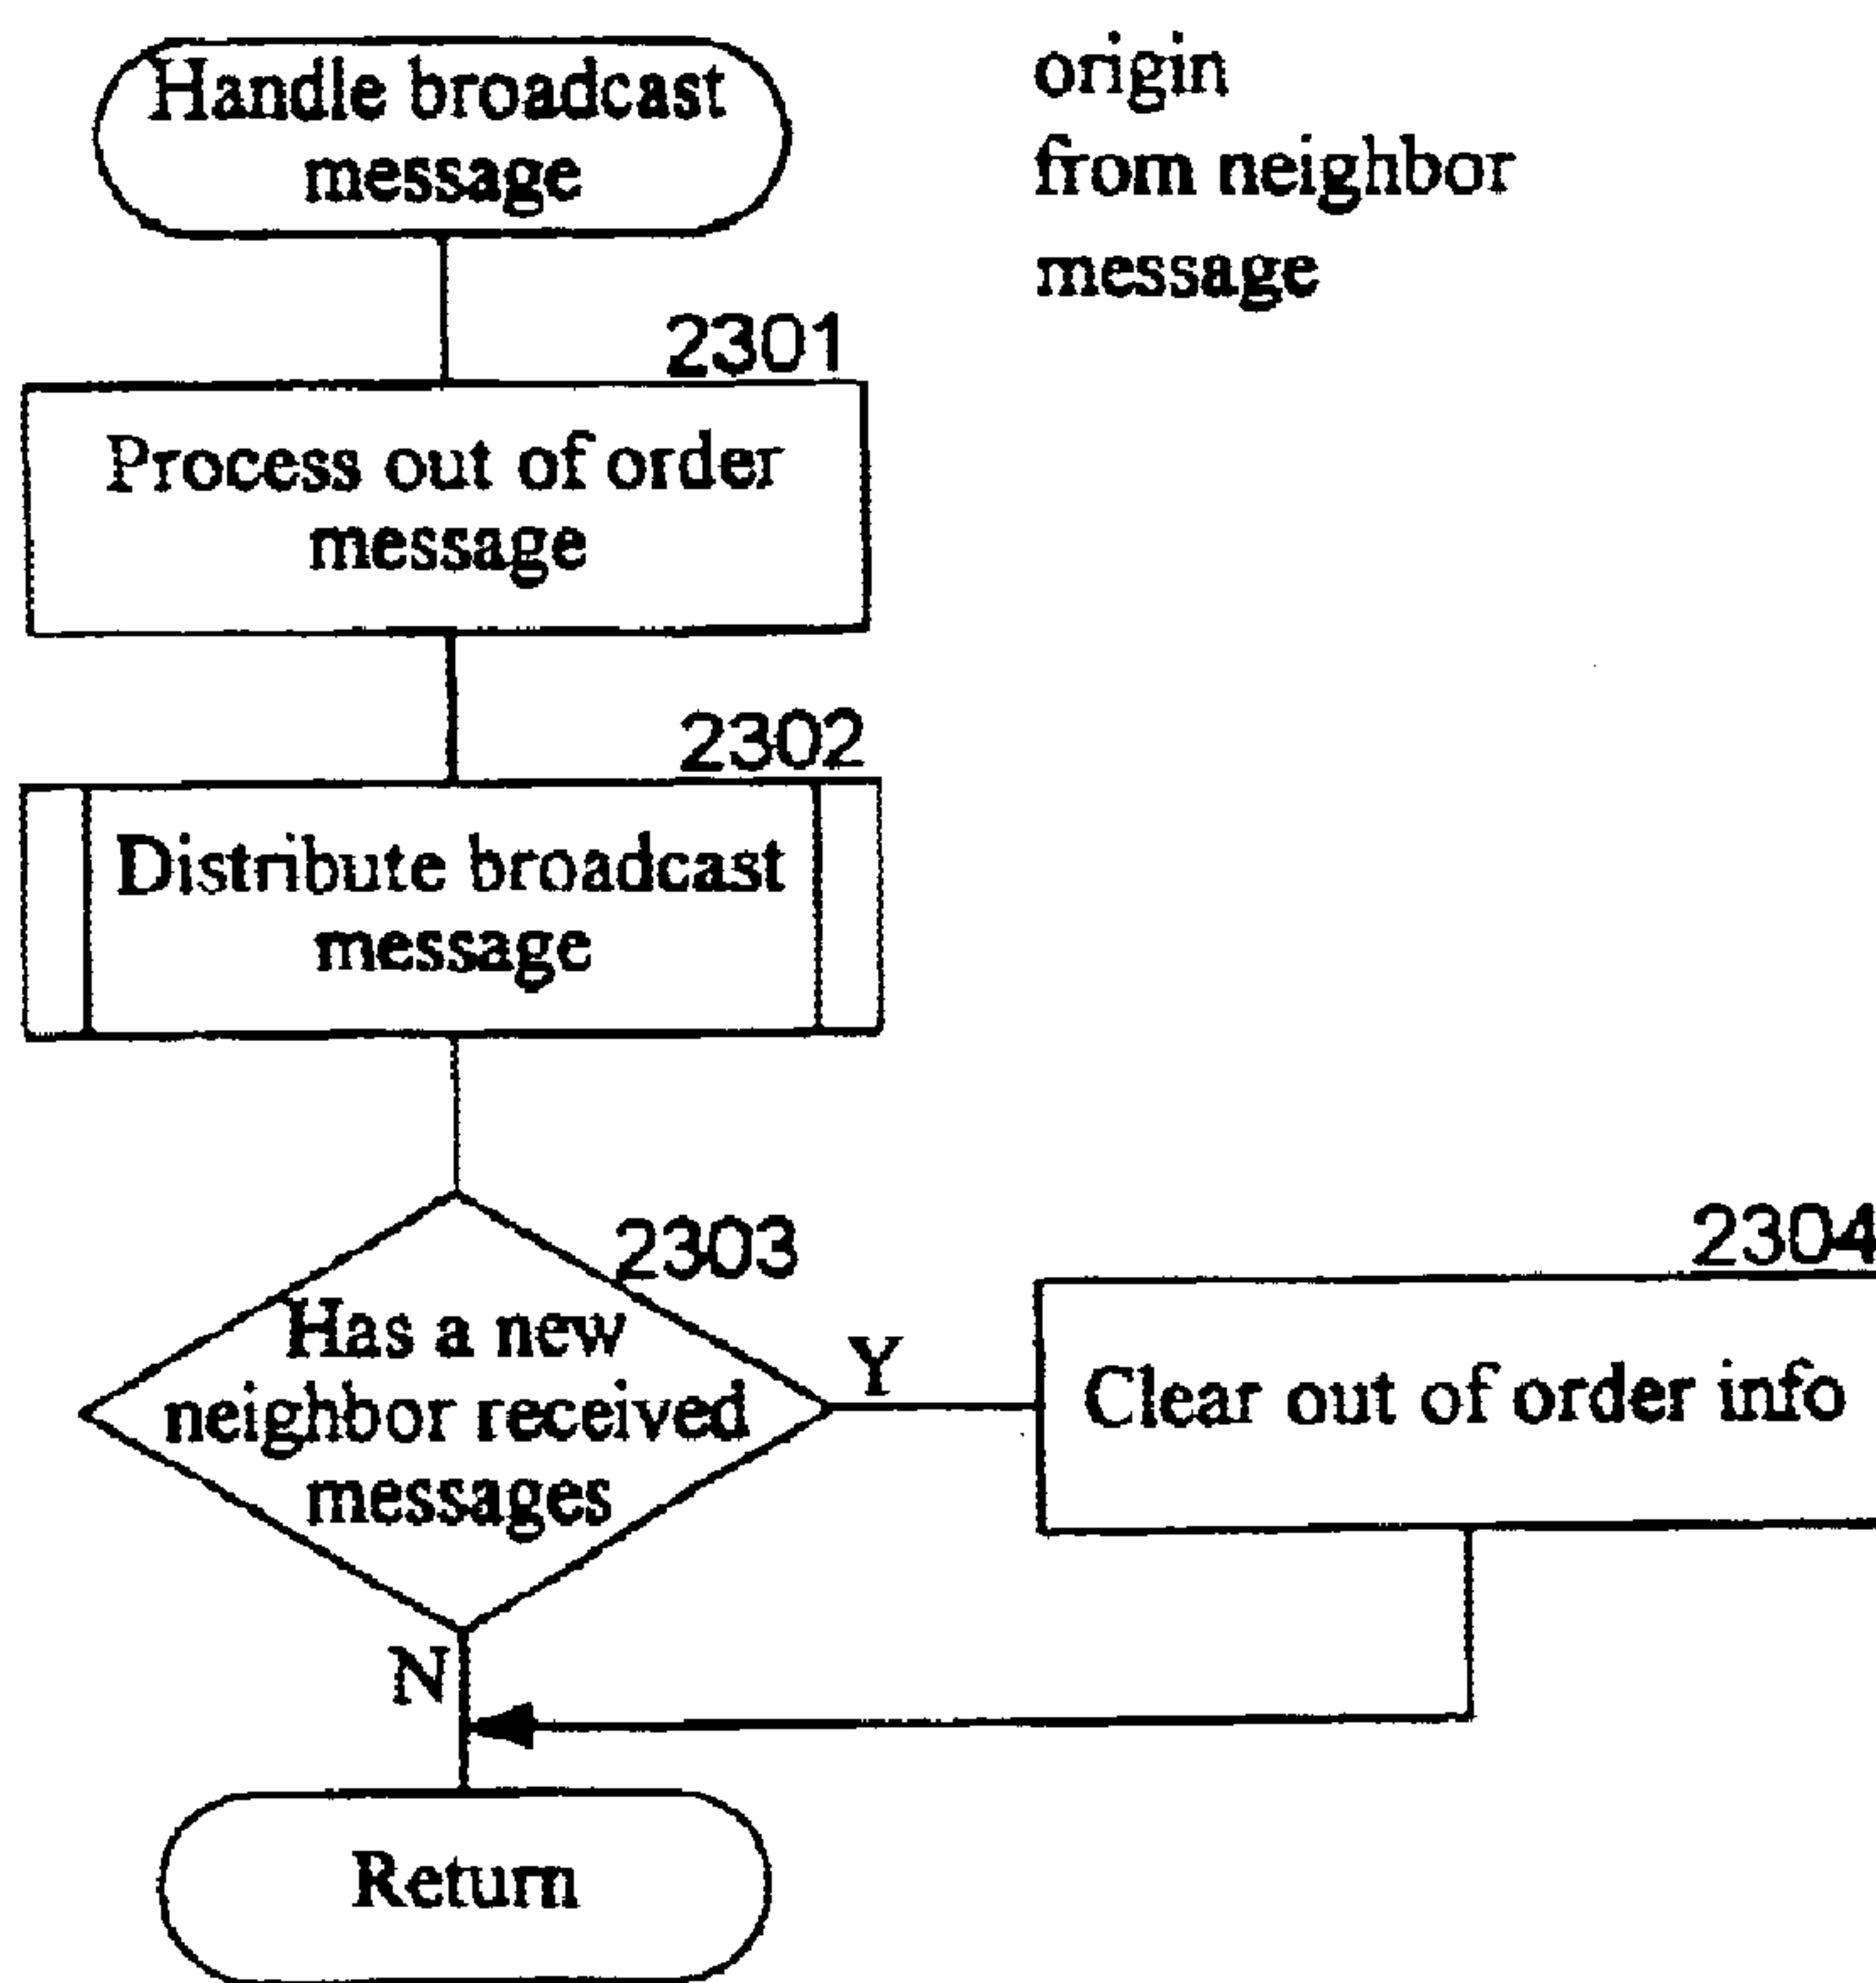 Handle broadcast
message
origin
from neighbor
message
2301
Process out of order
message
2302
Distribute broadcast
message
2303
Has a new
neighbor received
messages
Y
2304
Clear out of order info
N
Return